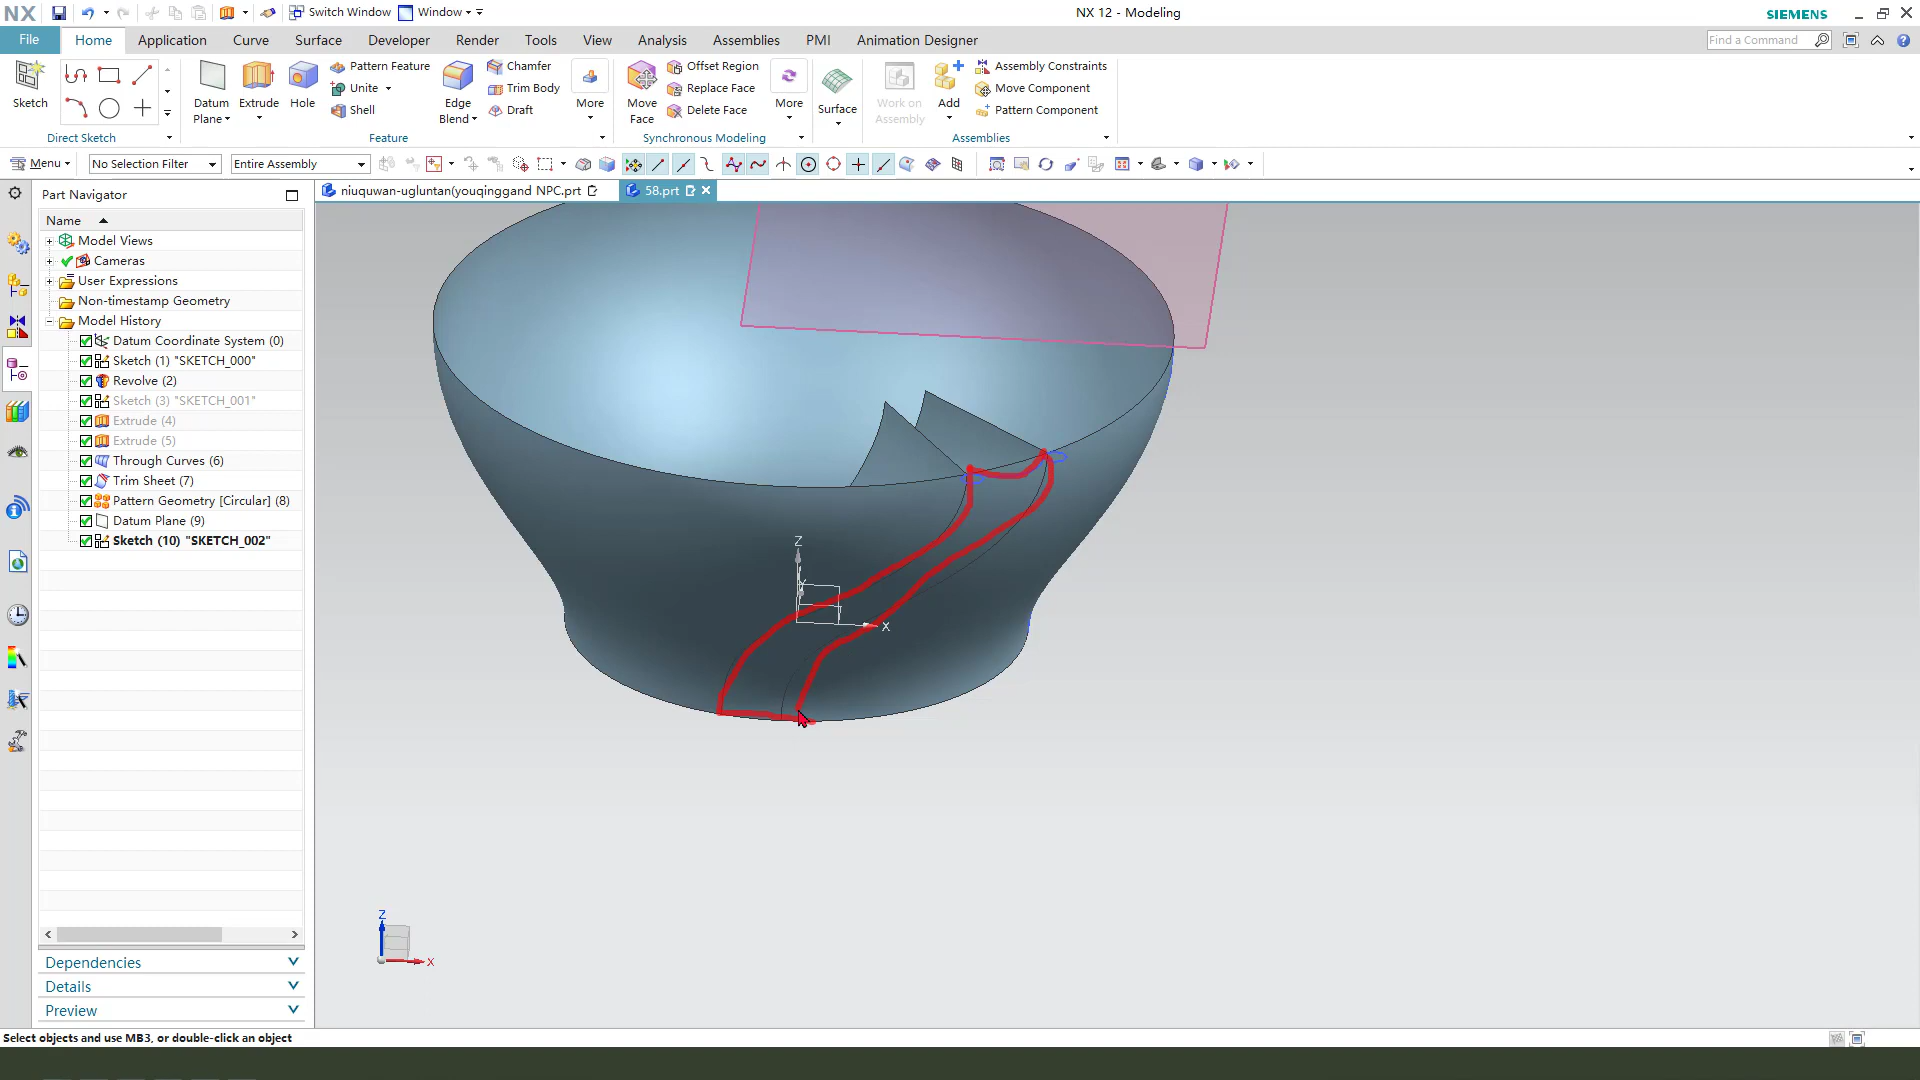 NX
Switch Window
Window
NX 12 - Modeling
SIEMENS
File
Home
Application
Curve
Surface
Developer
Render
Tools
View
Analysis
Assemblies
PMI
Animation Designer
Find a Command
Sketch
Datum Plane
Extrude
Hole
Pattern Feature
Unite
Shell
Edge Blend
Chamfer
Trim Body
Draft
More
Move Face
Offset Region
Replace Face
Delete Face
More
Surface
Work on Assembly
Add
Assembly Constraints
Move Component
Pattern Component
Direct Sketch
Feature
Synchronous Modeling
Assemblies
Menu
No Selection Filter
Entire Assembly
Part Navigator
niuquwan-ugluntan(youqinggand NPC.prt
58.prt
Name
Model Views
Cameras
User Expressions
Non-timestamp Geometry
Model History
Datum Coordinate System (0)
Sketch (1) "SKETCH_000"
Revolve (2)
Sketch (3) "SKETCH_001"
Extrude (4)
Extrude (5)
Through Curves (6)
Trim Sheet (7)
Pattern Geometry [Circular] (8)
Datum Plane (9)
Sketch (10) "SKETCH_002"
Z
Y
X
Z
X
Dependencies
Details
Preview
Select objects and use MB3, or double-click an object